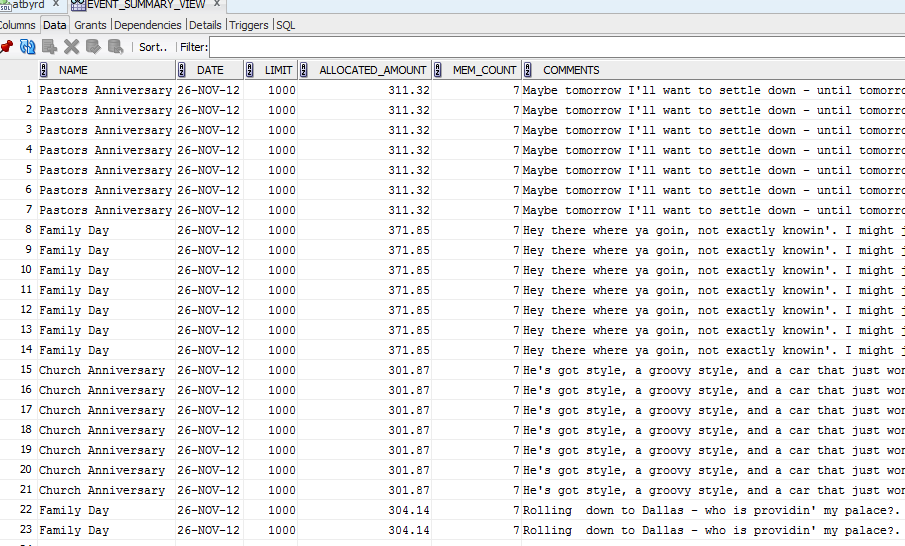 atbyrd x EVENT_SUMMARY_VIEW x
Columns Data Grants Dependencies Details Triggers SQL
Sort.. Filter:
NAME DATE LIMIT ALLOCATED_AMOUNT MEM_COUNT COMMENTS
1 Pastors Anniversary 26-NOV-12 1000 311.32 7 Maybe tomorrow I'll want to settle down - until tomorro
2 Pastors Anniversary 26-NOV-12 1000 311.32 7 Maybe tomorrow I'll want to settle down - until tomorro
3 Pastors Anniversary 26-NOV-12 1000 311.32 7 Maybe tomorrow I'll want to settle down - until tomorro
4 Pastors Anniversary 26-NOV-12 1000 311.32 7 Maybe tomorrow I'll want to settle down - until tomorro
5 Pastors Anniversary 26-NOV-12 1000 311.32 7 Maybe tomorrow I'll want to settle down - until tomorro
6 Pastors Anniversary 26-NOV-12 1000 311.32 7 Maybe tomorrow I'll want to settle down - until tomorro
7 Pastors Anniversary 26-NOV-12 1000 311.32 7 Maybe tomorrow I'll want to settle down - until tomorro
8 Family Day 26-NOV-12 1000 371.85 7 Hey there where ya goin, not exactly knowin'. I might j
9 Family Day 26-NOV-12 1000 371.85 7 Hey there where ya goin, not exactly knowin'. I might j
10 Family Day 26-NOV-12 1000 371.85 7 Hey there where ya goin, not exactly knowin'. I might j
11 Family Day 26-NOV-12 1000 371.85 7 Hey there where ya goin, not exactly knowin'. I might j
12 Family Day 26-NOV-12 1000 371.85 7 Hey there where ya goin, not exactly knowin'. I might j
13 Family Day 26-NOV-12 1000 371.85 7 Hey there where ya goin, not exactly knowin'. I might j
14 Family Day 26-NOV-12 1000 371.85 7 Hey there where ya goin, not exactly knowin'. I might j
15 Church Anniversary 26-NOV-12 1000 301.87 7 He's got style, a groovy style, and a car that just won
16 Church Anniversary 26-NOV-12 1000 301.87 7 He's got style, a groovy style, and a car that just won
17 Church Anniversary 26-NOV-12 1000 301.87 7 He's got style, a groovy style, and a car that just won
18 Church Anniversary 26-NOV-12 1000 301.87 7 He's got style, a groovy style, and a car that just won
19 Church Anniversary 26-NOV-12 1000 301.87 7 He's got style, a groovy style, and a car that just won
20 Church Anniversary 26-NOV-12 1000 301.87 7 He's got style, a groovy style, and a car that just won
21 Church Anniversary 26-NOV-12 1000 301.87 7 He's got style, a groovy style, and a car that just won
22 Family Day 26-NOV-12 1000 304.14 7 Rolling  down to Dallas - who is providin' my palace?.
23 Family Day 26-NOV-12 1000 304.14 7 Rolling  down to Dallas - who is providin' my palace?.